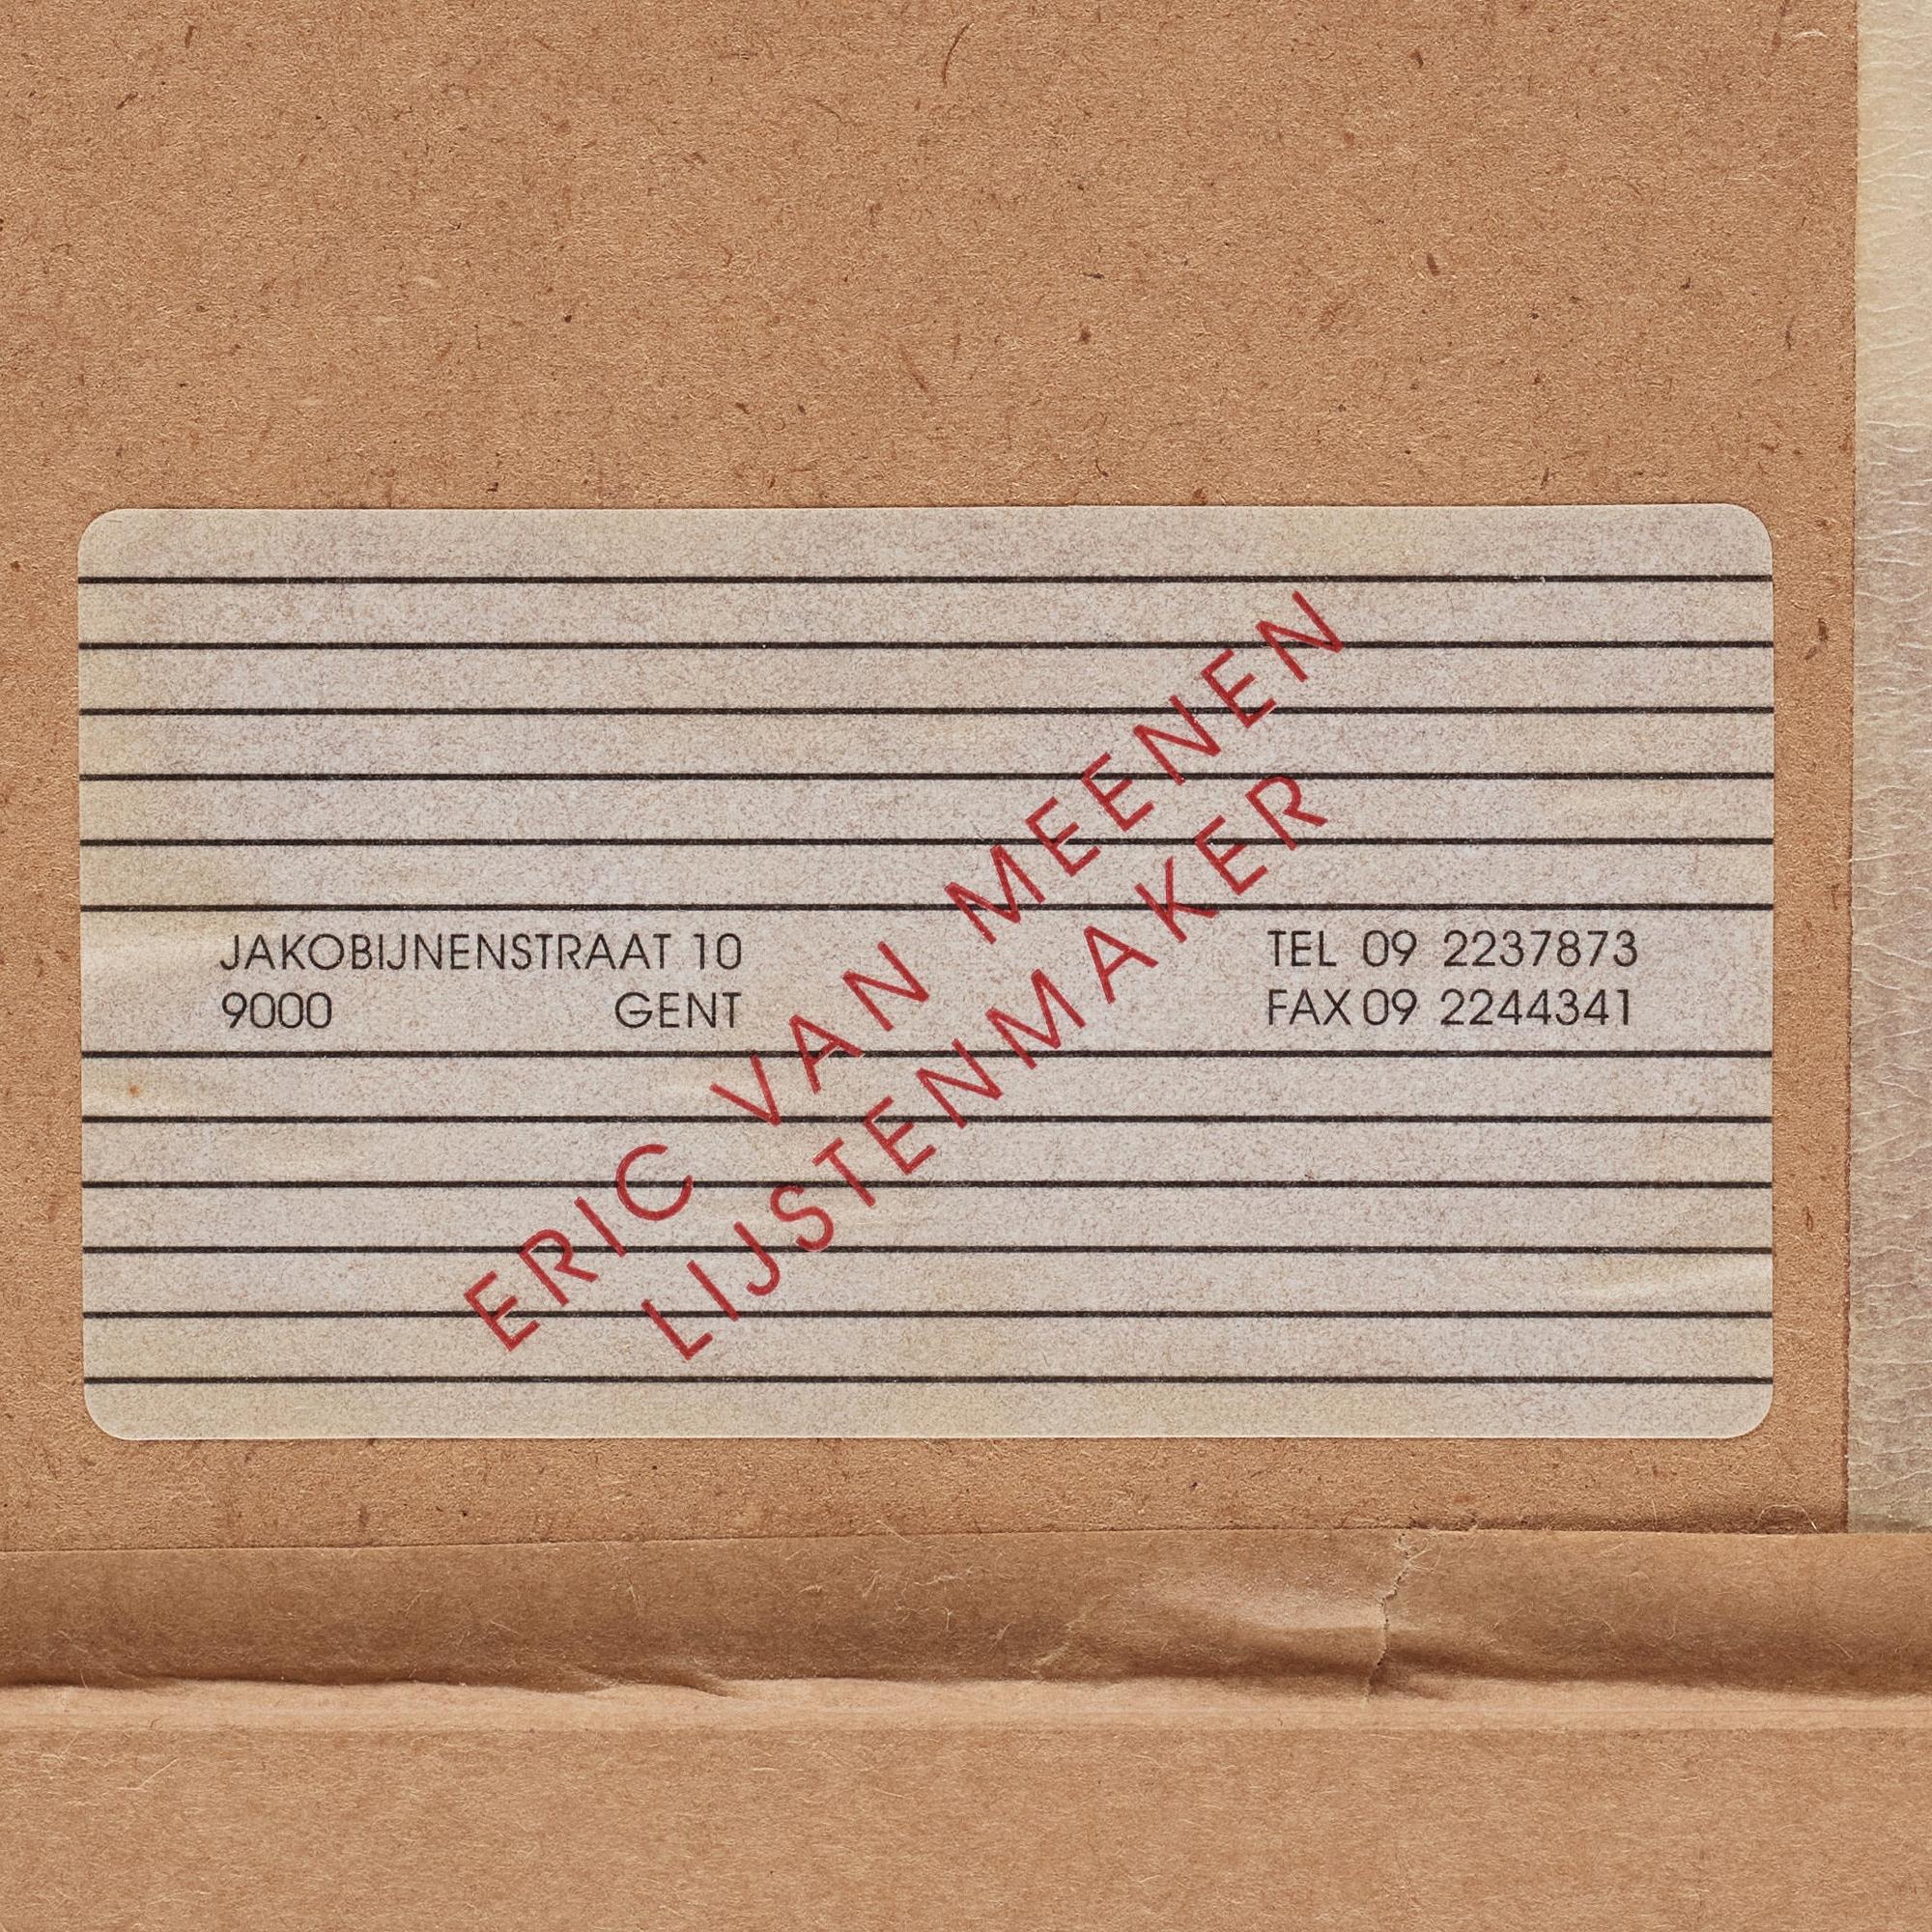 ERIC VAN MEENEN
LIJSTENMAKER
JAKOBIJNENSTRAAT 10
9000 GENT
TEL 09 2237873
FAX 09 2244341